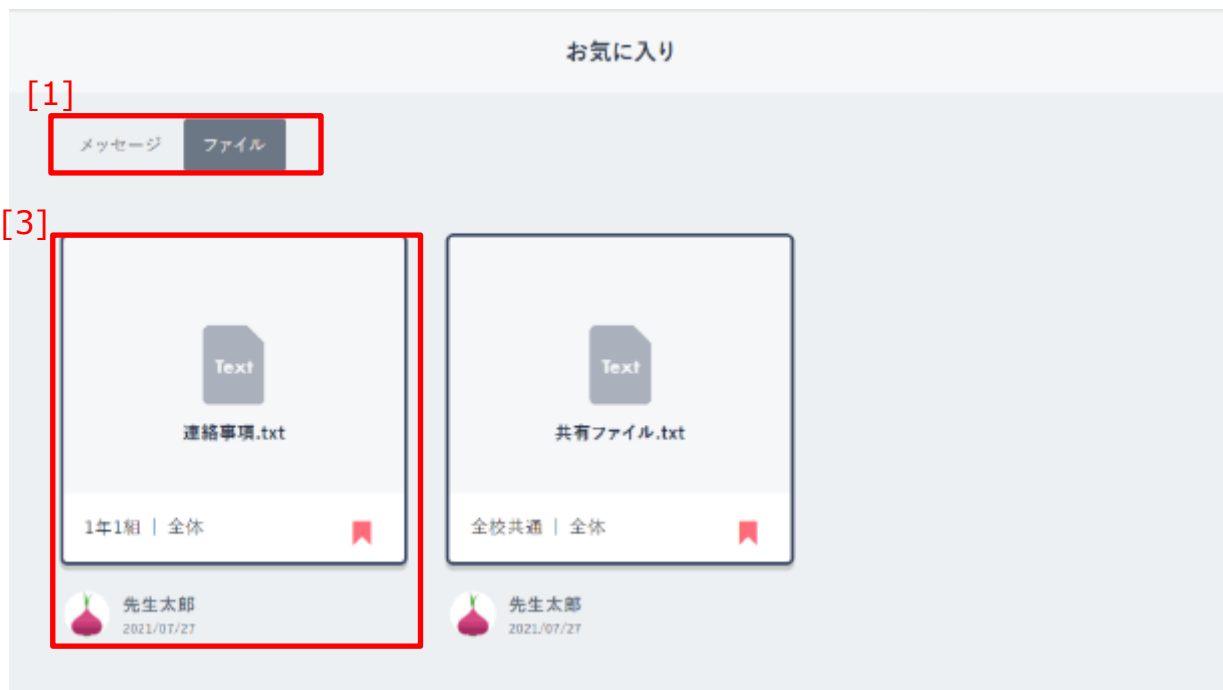 お気に入り
[1]
メッセージ ファイル
[3]
Text
連絡事項.txt
1年1組 | 全体
先生太郎
2021/07/27
Text
共有ファイル.txt
全校共通 | 全体
先生太郎
2021/07/27